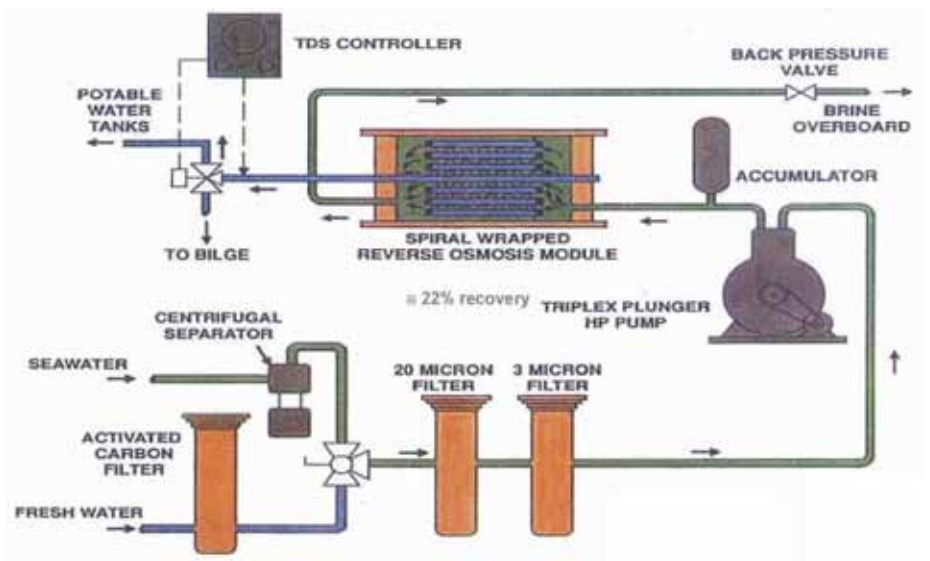 TDS CONTROLLER
BACK PRESSURE
VALVE
POTABLE
WATER
TANKS
BRINE
OVERBOARD
ACCUMULATOR
TO BILGE
SPIRAL WRAPPED
REVERSE OSMOSIS MODULE
≅ 22% recovery
TRIPLEX PLUNGER
HP PUMP
CENTRIFUGAL
SEPARATOR
SEAWATER
20 MICRON
FILTER
3 MICRON
FILTER
ACTIVATED
CARBON
FILTER
FRESH WATER